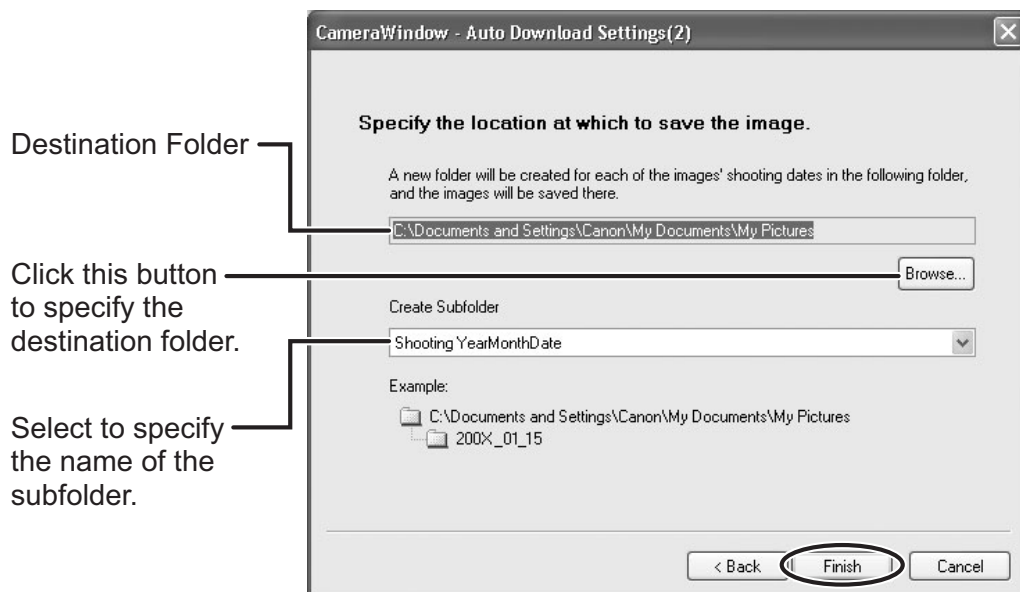 CameraWindow - Auto Download Settings(2)
Specify the location at which to save the image.
Destination Folder
A new folder will be created for each of the images' shooting dates in the following folder,
and the images will be saved there.
C:\Documents and Settings\Canon\My Documents\My Pictures
Click this button
to specify the
destination folder.
Browse...
Create Subfolder
Shooting YearMonthDate
Example:
C:\Documents and Settings\Canon\My Documents\My Pictures
200X_01_15
Select to specify
the name of the
subfolder.
< Back
Finish
Cancel